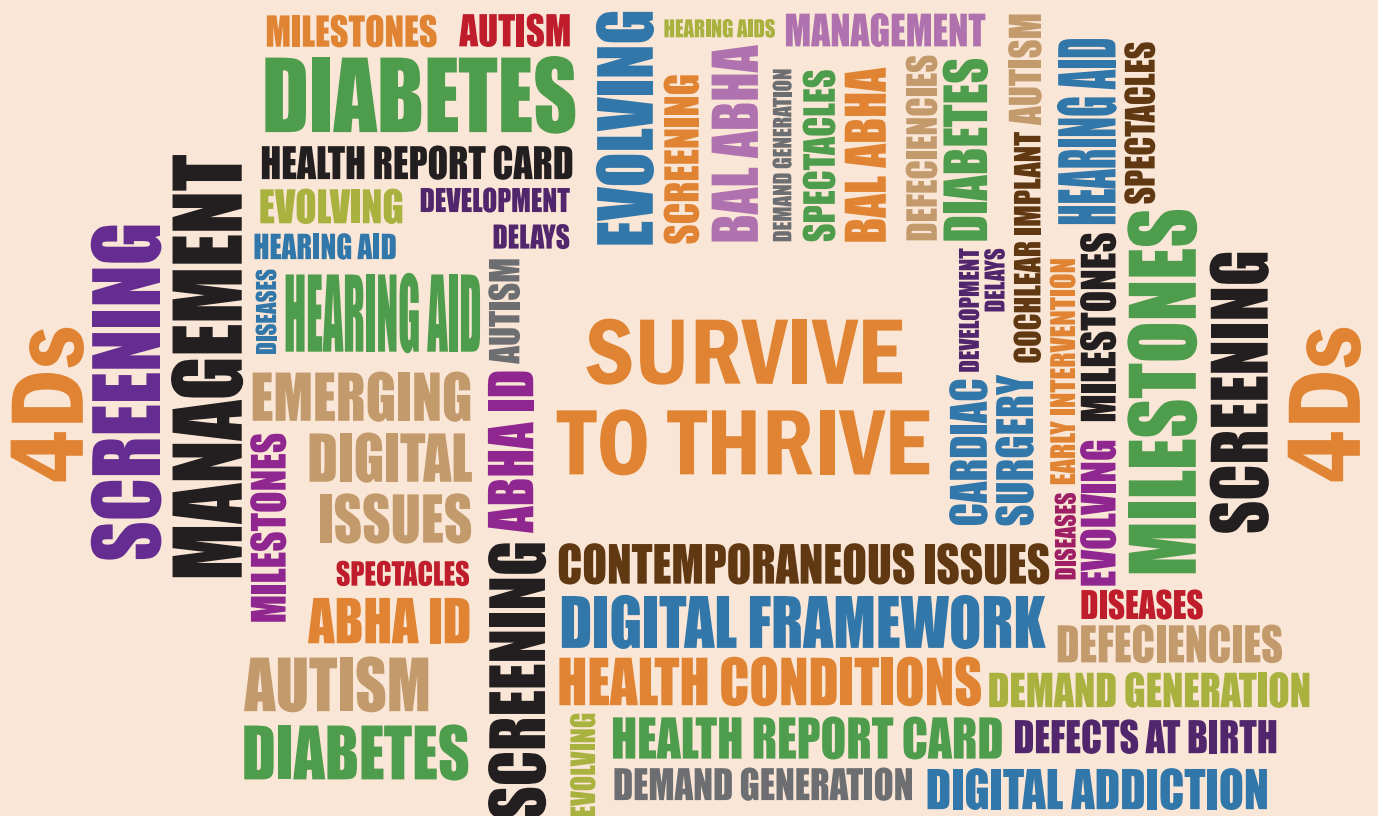 4Ds
SCREENING
MANAGEMENT
MILESTONES
AUTISM
DIABETES
HEALTH REPORT CARD
EVOLVING
DEVELOPMENT
DELAYS
HEARING AID
DISEASES
HEARING AID
AUTISM
EMERGING
DIGITAL
ISSUES
ABHA ID
MILESTONES
SPECTACLES
ABHA ID
AUTISM
DIABETES
SCREENING
EVOLVING
EVOLVING
HEARING AIDS
MANAGEMENT
SCREENING
BAL ABHA
DEMAND GENERATION
SPECTACLES
BAL ABHA
DEFECIENCIES
DIABETES
AUTISM
COCHLEAR IMPLANT
HEARING AID
SPECTACLES
SURVIVE
TO THRIVE
DEVELOPMENT
DELAYS
CARDIAC
SURGERY
EARLY INTERVENTION
MILESTONES
DISEASES
EVOLVING
MILESTONES
SCREENING
4Ds
CONTEMPORANEOUS ISSUES
DIGITAL FRAMEWORK
DISEASES
DEFECIENCIES
HEALTH CONDITIONS
DEMAND GENERATION
HEALTH REPORT CARD
DEFECTS AT BIRTH
DEMAND GENERATION
DIGITAL ADDICTION